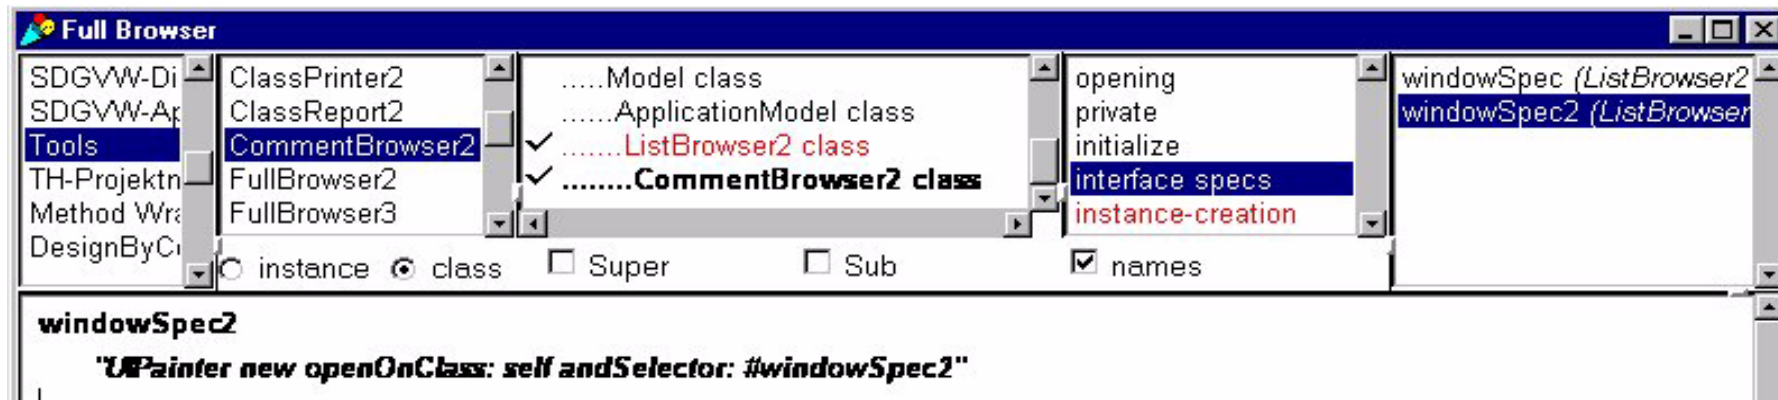 Full Browser
SDGVW-Di
SDGVW-Ap
Tools
TH-Projektn
Method Wra
DesignByCo
ClassPrinter2
ClassReport2
CommentBrowser2
FullBrowser2
FullBrowser3
instance class
.....Model class
......ApplicationModel class
.......ListBrowser2 class
........CommentBrowser2 class
Super Sub
opening
private
initialize
interface specs
instance-creation
names
windowSpec (ListBrowser2
windowSpec2 (ListBrowser
windowSpec2
"UIPainter new openOnClass: self andSelector: #windowSpec2"